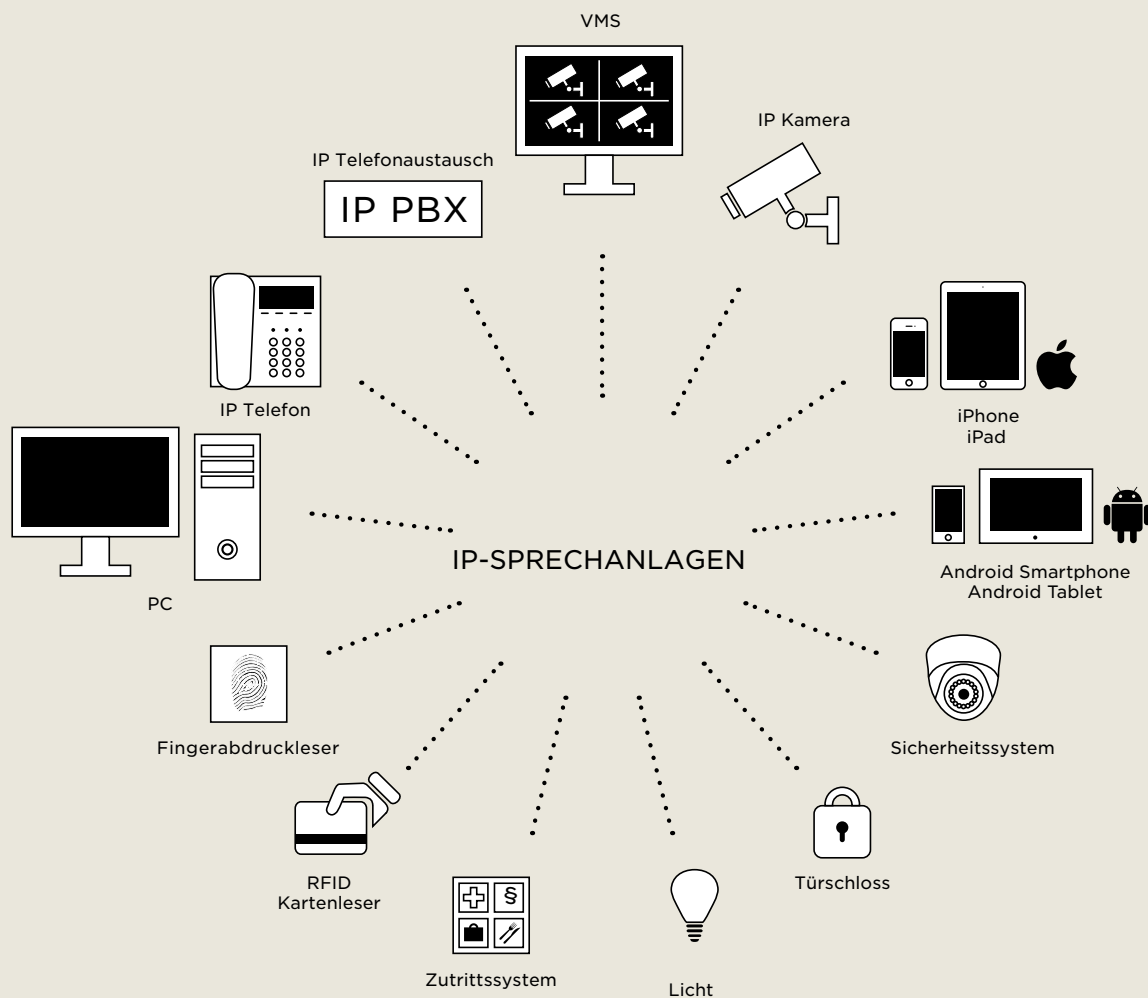 VMS
IP Kamera
IP Telefonaustausch
IP PBX
IP Telefon
iPhone
iPad
IP-SPRECHANLAGEN
Android Smartphone
Android Tablet
PC
Fingerabdruckleser
Sicherheitssystem
RFID
Kartenleser
§
Türschloss
Zutrittssystem
Licht